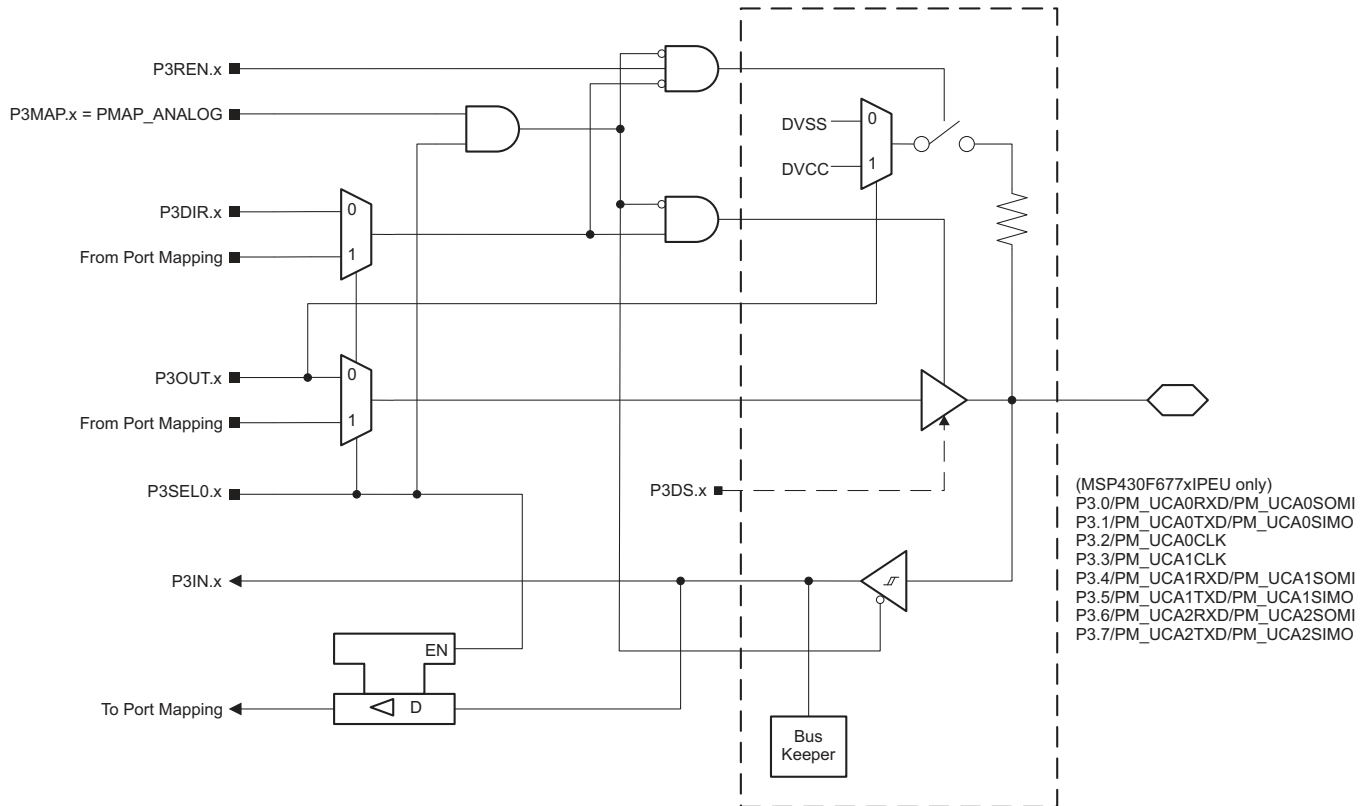 P3REN.x
P3MAP.x = PMAP_ANALOG
DVSS
0
DVCC
1
P3DIR.x
0
From Port Mapping
1
P3OUT.x
0
From Port Mapping
1
P3SEL0.x
P3DS.x
(MSP430F677xIPEU only)
P3.0/PM_UCA0RXD/PM_UCA0SOMI
P3.1/PM_UCA0TXD/PM_UCA0SIMO
P3.2/PM_UCA0CLK
P3.3/PM_UCA1CLK
P3.4/PM_UCA1RXD/PM_UCA1SOMI
P3.5/PM_UCA1TXD/PM_UCA1SIMO
P3.6/PM_UCA2RXD/PM_UCA2SOMI
P3.7/PM_UCA2TXD/PM_UCA2SIMO
P3IN.x
EN
To Port Mapping
D
Bus
Keeper